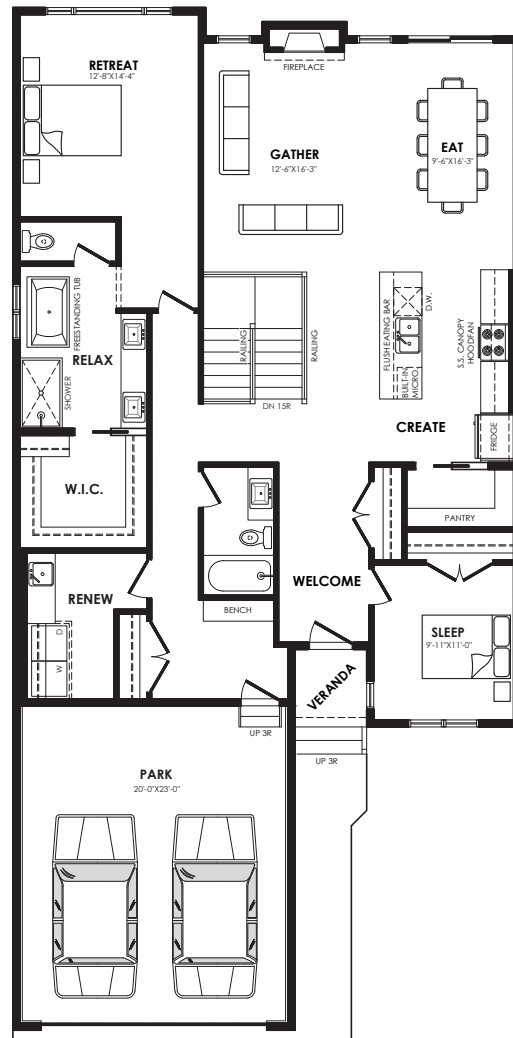 RETREAT
12'-8"X14'-4"
FIREPLACE
GATHER
12'-6"X16'-3"
EAT
9'-6"X16'-3"
FREESTANDING TUB
RELAX
SHOWER
RAILING
RAILING
DN 15R
FLUSH EATING BAR
D.W.
BUILT-IN
MICRO
S.S. CANOPY
HOODFAN
CREATE
FRIDGE
W.I.C.
PANTRY
RENEW
D
W
BENCH
WELCOME
SLEEP
9'-11"X11'-0"
VERANDA
UP 3R
UP 3R
PARK
20'-0"X23'-0"